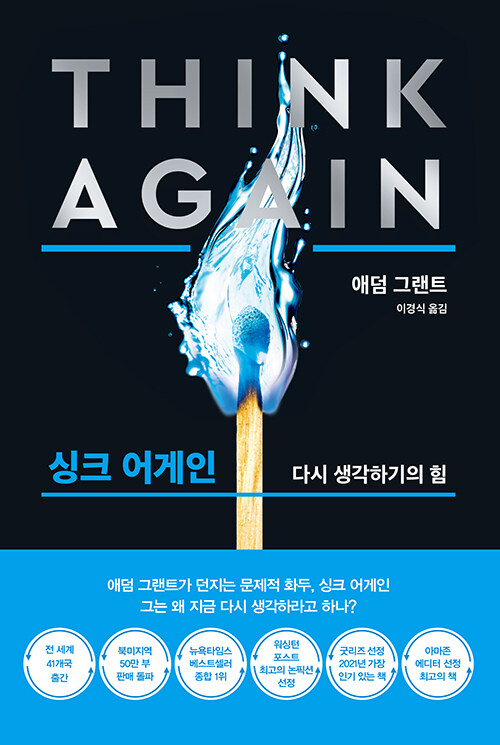 THINK
AGAIN
애덤 그랜트
이경식 옮김
싱크 어게인
다시 생각하기의 힘
애덤 그랜트가 던지는 문제적 화두, 싱크 어게인
그는 왜 지금 다시 생각하라고 하나?
전 세계
41개국
출간
북미지역
50만 부
판매 돌파
뉴욕타임스
베스트셀러
종합 1위
워싱턴
포스트
최고의 논픽션
선정
굿리즈 선정
2021년 가장
인기 있는 책
아마존
에디터 선정
최고의 책